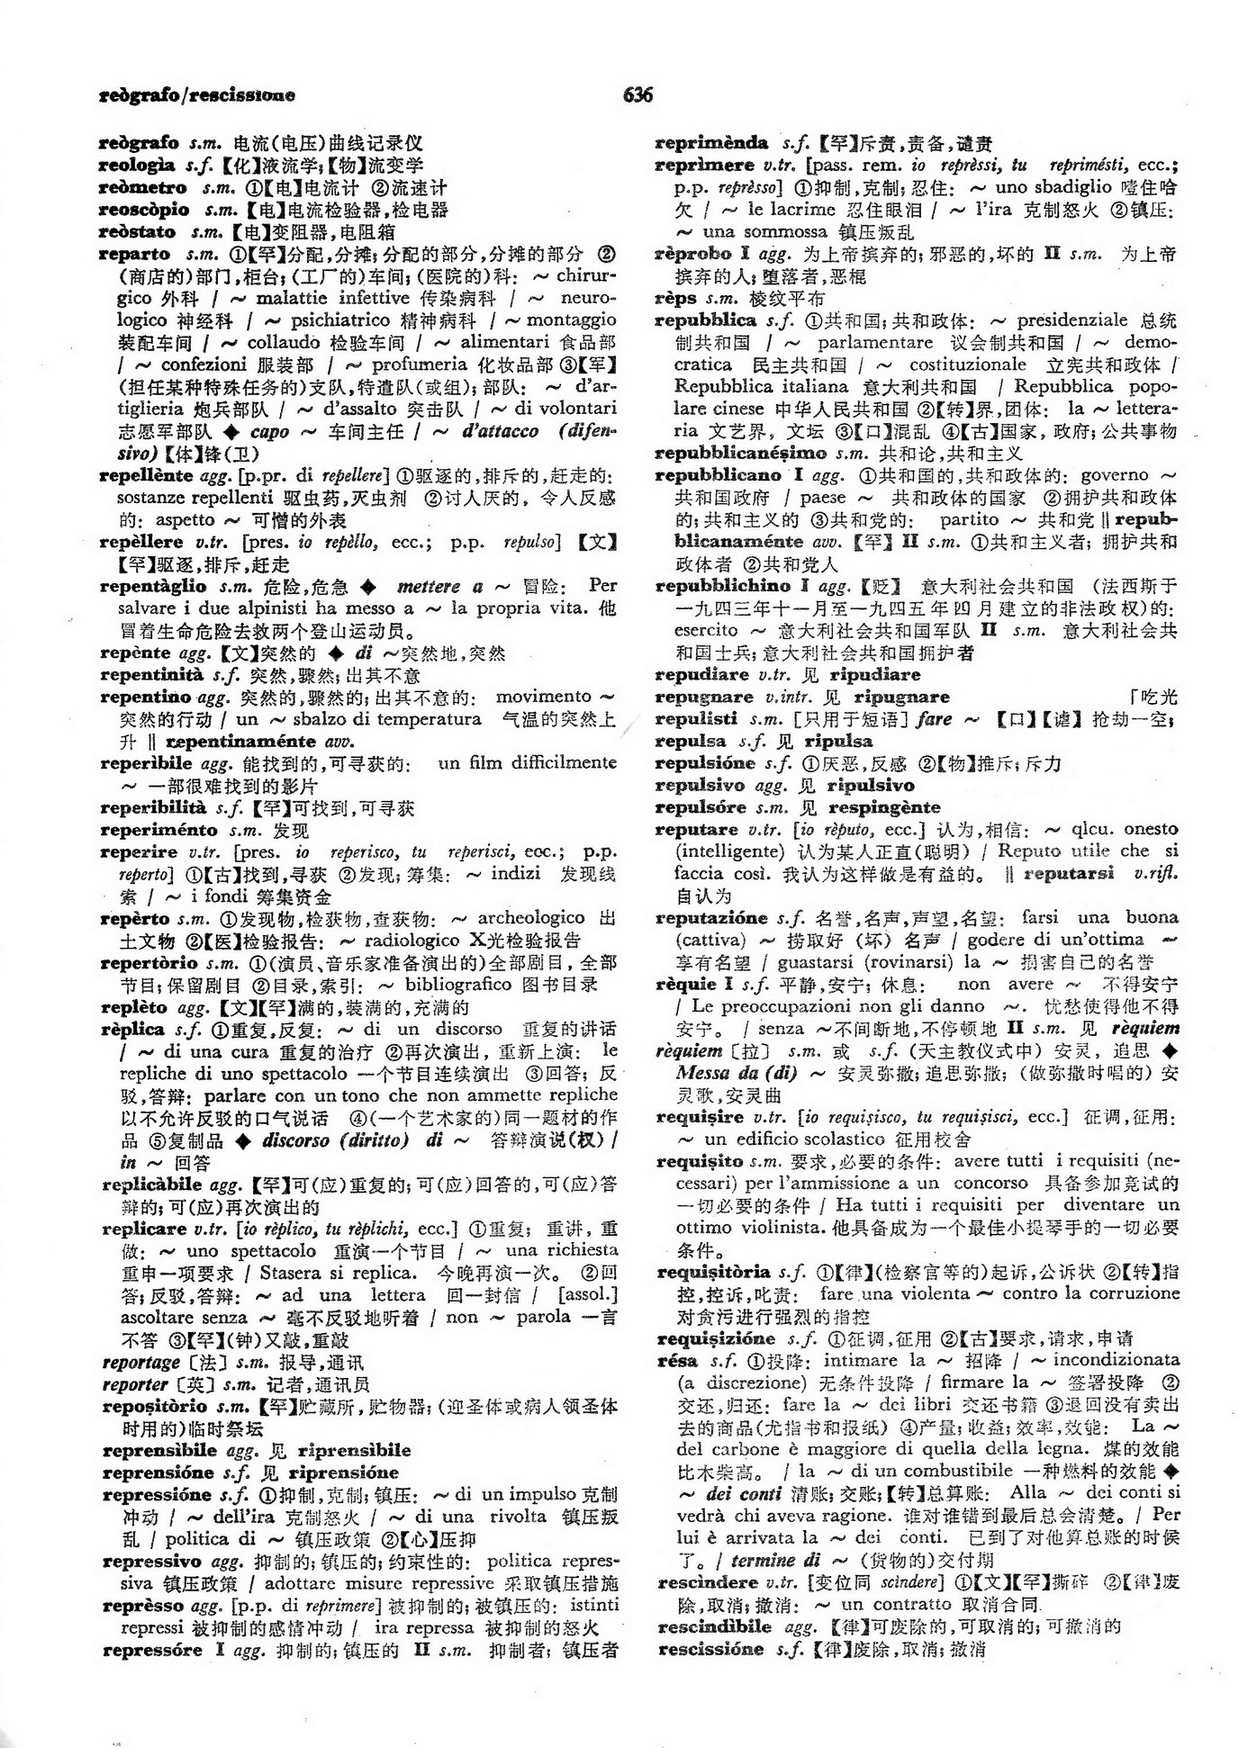 reògrafo/rescissione
636
reògrafo s.m. 电流(电压)曲线记录仪
reologìa s.f.【化】液流学;【物】流变学
reòmetro s.m. ①【电】电流计 ②流速计
reoscòpio s.m.【电】电流检验器,检电器
reòstato s.m.【电】变阻器,电阻箱
reparto s.m. ①【罕】分配,分摊;分配的部分,分摊的部分 ②
(商店的)部门,柜台;(工厂的)车间;(医院的)科: ~ chirur-
gico 外科 / ~ malattie infettive 传染病科 / ~ neuro-
logico 神经科 / ~ psichiatrico 精神病科 / ~ montaggio
装配车间 / ~ collaudo 检验车间 / ~ alimentari 食品部
/ ~ confezioni 服装部 / ~ profumeria 化妆品部 ③【军】
(担任某种特殊任务的)支队,特遣队(或组);部队: ~ d'ar-
tiglieria 炮兵部队 / ~ d'assalto 突击队 / ~ di volontari
志愿军部队 ◆ capo ~ 车间主任 / ~ d'attacco (difen-
sivo)【体】锋(卫)
repellènte agg. [p.pr. di repellere] ①驱逐的,排斥的,赶走的:
sostanze repellenti 驱虫药,灭虫剂 ②讨人厌的, 令人反感
的: aspetto ~ 可憎的外表
repèllere v.tr. [pres. io repèllo, ecc.; p.p. repulso]【文】
【罕】驱逐,排斥,赶走
repentàglio s.m. 危险,危急 ◆ mettere a ~ 冒险: Per
salvare i due alpinisti ha messo a ~ la propria vita. 他
冒着生命危险去救两个登山运动员。
repènte agg.【文】突然的 ◆ di ~突然地,突然
repentinità s.f. 突然,骤然;出其不意
repentino agg. 突然的,骤然的;出其不意的: movimento ~
突然的行动 / un ~ sbalzo di temperatura 气温的突然上
升 ‖ repentinaménte avv.
reperìbile agg. 能找到的,可寻获的: un film difficilmente
~ 一部很难找到的影片
reperibilità s.f.【罕】可找到,可寻获
reperiménto s.m. 发现
reperire v.tr. [pres. io reperisco, tu reperisci, ecc.; p.p.
reperto] ①【古】找到,寻获 ②发现;筹集: ~ indizi 发现线
索 / ~ i fondi 筹集资金
repèrto s.m. ①发现物,检获物,查获物: ~ archeologico 出
土文物 ②【医】检验报告: ~ radiologico X光检验报告
repertòrio s.m. ①(演员、音乐家准备演出的)全部剧目, 全部
节目;保留剧目 ②目录,索引: ~ bibliografico 图书目录
replèto agg.【文】【罕】满的,装满的,充满的
rèplica s.f. ①重复,反复: ~ di un discorso 重复的讲话
/ ~ di una cura 重复的治疗 ②再次演出, 重新上演: le
repliche di uno spettacolo 一个节目连续演出 ③回答; 反
驳,答辩: parlare con un tono che non ammette repliche
以不允许反驳的口气说话 ④(一个艺术家的)同一题材的作
品 ⑤复制品 ◆ discorso (diritto) di ~ 答辩演说(权) /
in ~ 回答
replicàbile agg.【罕】可(应)重复的;可(应)回答的,可(应)答
辩的;可(应)再次演出的
replicare v.tr. [io rèplico, tu rèplichi, ecc.] ①重复; 重讲, 重
做: ~ uno spettacolo 重演一个节目 / ~ una richiesta
重申一项要求 / Stasera si replica. 今晚再演一次。 ②回
答;反驳,答辩: ~ ad una lettera 回一封信 / [assol.]
ascoltare senza ~ 毫不反驳地听着 / non ~ parola 一言
不答 ③【罕】(钟)又敲,重敲
reportage〔法〕s.m. 报导,通讯
reporter〔英〕s.m. 记者,通讯员
repoṣitòrio s.m.【罕】贮藏所,贮物器;(迎圣体或病人领圣体
时用的)临时祭坛
reprensìbile agg. 见 riprensìbile
reprensióne s.f. 见 riprensióne
repressióne s.f. ①抑制,克制;镇压: ~ di un impulso 克制
冲动 / ~ dell'ira 克制怒火 / ~ di una rivolta 镇压叛
乱 / politica di ~ 镇压政策 ②【心】压抑
repressivo agg. 抑制的;镇压的;约束性的: politica repres-
siva 镇压政策 / adottare misure repressive 采取镇压措施
reprèsso agg. [p.p. di reprimere] 被抑制的;被镇压的: istinti
repressi 被抑制的感情冲动 / ira repressa 被抑制的怒火
repressóre I agg. 抑制的;镇压的 II s.m. 抑制者; 镇压者
reprimènda s.f.【罕】斥责,责备,谴责
reprìmere v.tr. [pass. rem. io reprèssi, tu reprimésti, ecc.;
p.p. reprèsso] ①抑制,克制;忍住: ~ uno sbadiglio 噎住哈
欠 / ~ le lacrime 忍住眼泪 / ~ l'ira 克制怒火 ②镇压:
~ una sommossa 镇压叛乱
rèprobo I agg. 为上帝摈弃的;邪恶的,坏的 II s.m. 为上帝
摈弃的人;堕落者,恶棍
rèps s.m. 棱纹平布
repubblica s.f. ①共和国;共和政体: ~ presidenziale 总统
制共和国 / ~ parlamentare 议会制共和国 / ~ demo-
cratica 民主共和国 / ~ costituzionale 立宪共和政体 /
Repubblica italiana 意大利共和国 / Repubblica popo-
lare cinese 中华人民共和国 ②【转】界,团体: la ~ lettera-
ria 文艺界, 文坛 ③【口】混乱 ④【古】国家, 政府;公共事物
repubblicanéṣimo s.m. 共和论,共和主义
repubblicano I agg. ①共和国的,共和政体的: governo ~
共和国政府 / paese ~ 共和政体的国家 ②拥护共和政体
的;共和主义的 ③共和党的: partito ~ 共和党 ‖ repub-
blicanaménte avv.【罕】II s.m. ①共和主义者; 拥护共和
政体者 ②共和党人
repubblichino I agg.【贬】 意大利社会共和国 (法西斯于
一九四三年十一月至一九四五年四月建立的非法政权)的:
esercito ~ 意大利社会共和国军队 II s.m. 意大利社会共
和国士兵;意大利社会共和国拥护者
repudiare v.tr. 见 ripudiare
repugnare v.intr. 见 ripugnare 「吃光
repulisti s.m. [只用于短语] fare ~ 【口】【谑】抢劫一空;
repulsa s.f. 见 ripulsa
repulsióne s.f. ①厌恶,反感 ②【物】推斥;斥力
repulsivo agg. 见 ripulsivo
repulsóre s.m. 见 respingènte
reputare v.tr. [io rèputo, ecc.] 认为,相信: ~ qlcu. onesto
(intelligente) 认为某人正直(聪明) / Reputo utile che si
faccia così. 我认为这样做是有益的。 ‖ reputarsi v.rifl.
自认为
reputazióne s.f. 名誉,名声,声望,名望: farsi una buona
(cattiva) ~ 捞取好 (坏) 名声 / godere di un'ottima ~
享有名望 / guastarsi (rovinarsi) la ~ 损害自己的名誉
rèquie I s.f. 平静,安宁; 休息: non avere ~ 不得安宁
/ Le preoccupazioni non gli danno ~. 忧愁使得他不得
安宁。 / senza ~不间断地,不停顿地 II s.m. 见 rèquiem
rèquiem〔拉〕 s.m. 或 s.f. (天主教仪式中) 安灵, 追思 ◆
Messa da (di) ~ 安灵弥撒;追思弥撒; (做弥撒时唱的) 安
灵歌,安灵曲
requiṣire v.tr. [io requiṣisco, tu requiṣisci, ecc.] 征调,征用:
~ un edificio scolastico 征用校舍
requiṣito s.m. 要求,必要的条件: avere tutti i requisiti (ne-
cessari) per l'ammissione a un concorso 具备参加竞试的
一切必要的条件 / Ha tutti i requisiti per diventare un
ottimo violinista. 他具备成为一个最佳小提琴手的一切必要
条件。
requiṣitòria s.f. ①【律】(检察官等的)起诉,公诉状 ②【转】指
控,控诉,叱责: fare una violenta ~ contro la corruzione
对贪污进行强烈的指控
requiṣizióne s.f. ①征调,征用 ②【古】要求,请求,申请
résa s.f. ①投降: intimare la ~ 招降 / ~ incondizionata
(a discrezione) 无条件投降 / firmare la ~ 签署投降 ②
交还,归还: fare la ~ dei libri 交还书籍 ③退回没有卖出
去的商品(尤指书和报纸) ④产量;收益;效率,效能: La ~
del carbone è maggiore di quella della legna. 煤的效能
比木柴高。 / la ~ di un combustibile 一种燃料的效能 ◆
~ dei conti 清账;交账;【转】总算账: Alla ~ dei conti si
vedrà chi aveva ragione. 谁对谁错到最后总会清楚。 / Per
lui è arrivata la ~ dei conti. 已到了对他算总账的时候
了。 / termine di ~ (货物的)交付期
rescìndere v.tr. [变位同 scìndere] ①【文】【罕】撕碎 ②【律】废
除,取消;撤消: ~ un contratto 取消合同
rescindìbile agg. 【律】可废除的,可取消的;可撤消的
rescissióne s.f.【律】废除,取消;撤消